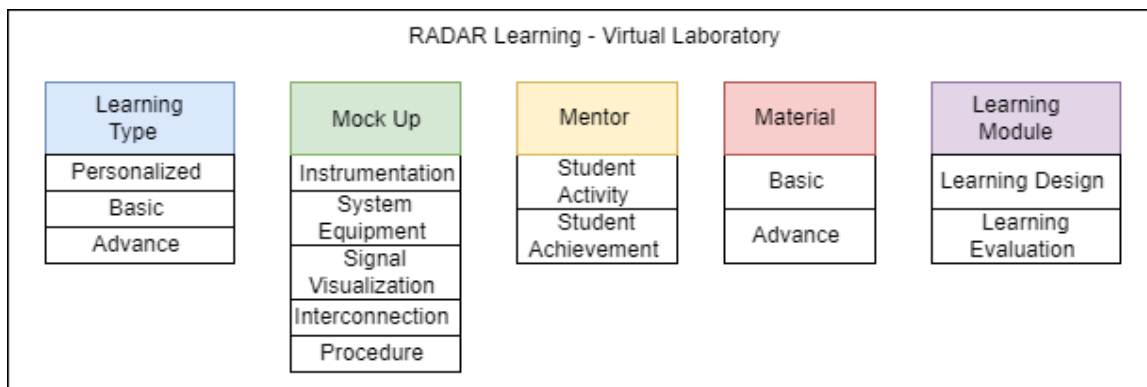 RADAR Learning - Virtual Laboratory
Learning
Type
Personalized
Basic
Advance
Mock Up
Instrumentation
System
Equipment
Signal
Visualization
Interconnection
Procedure
Mentor
Student
Activity
Student
Achievement
Material
Basic
Advance
Learning
Module
Learning Design
Learning
Evaluation